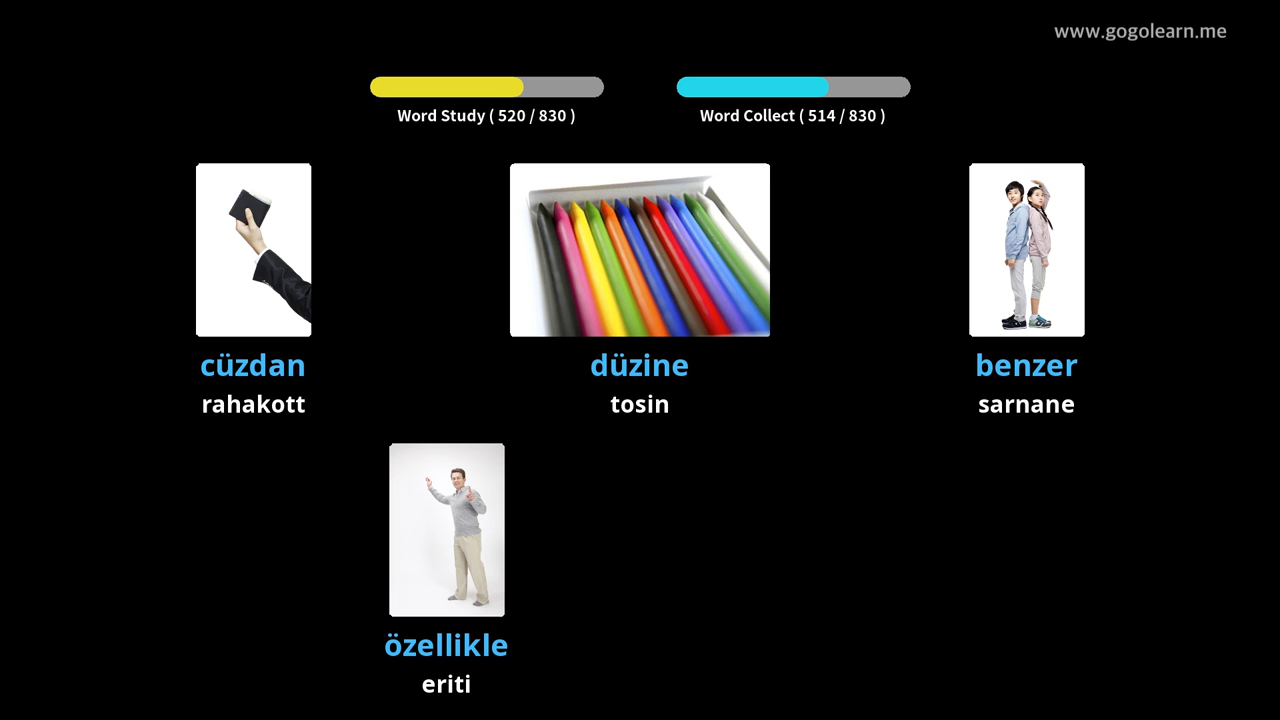 www.gogolearn.me
Word Study ( 520 / 830 )
Word Collect ( 514 / 830 )
cüzdan
rahakott
düzine
tosin
benzer
sarnane
özellikle
eriti